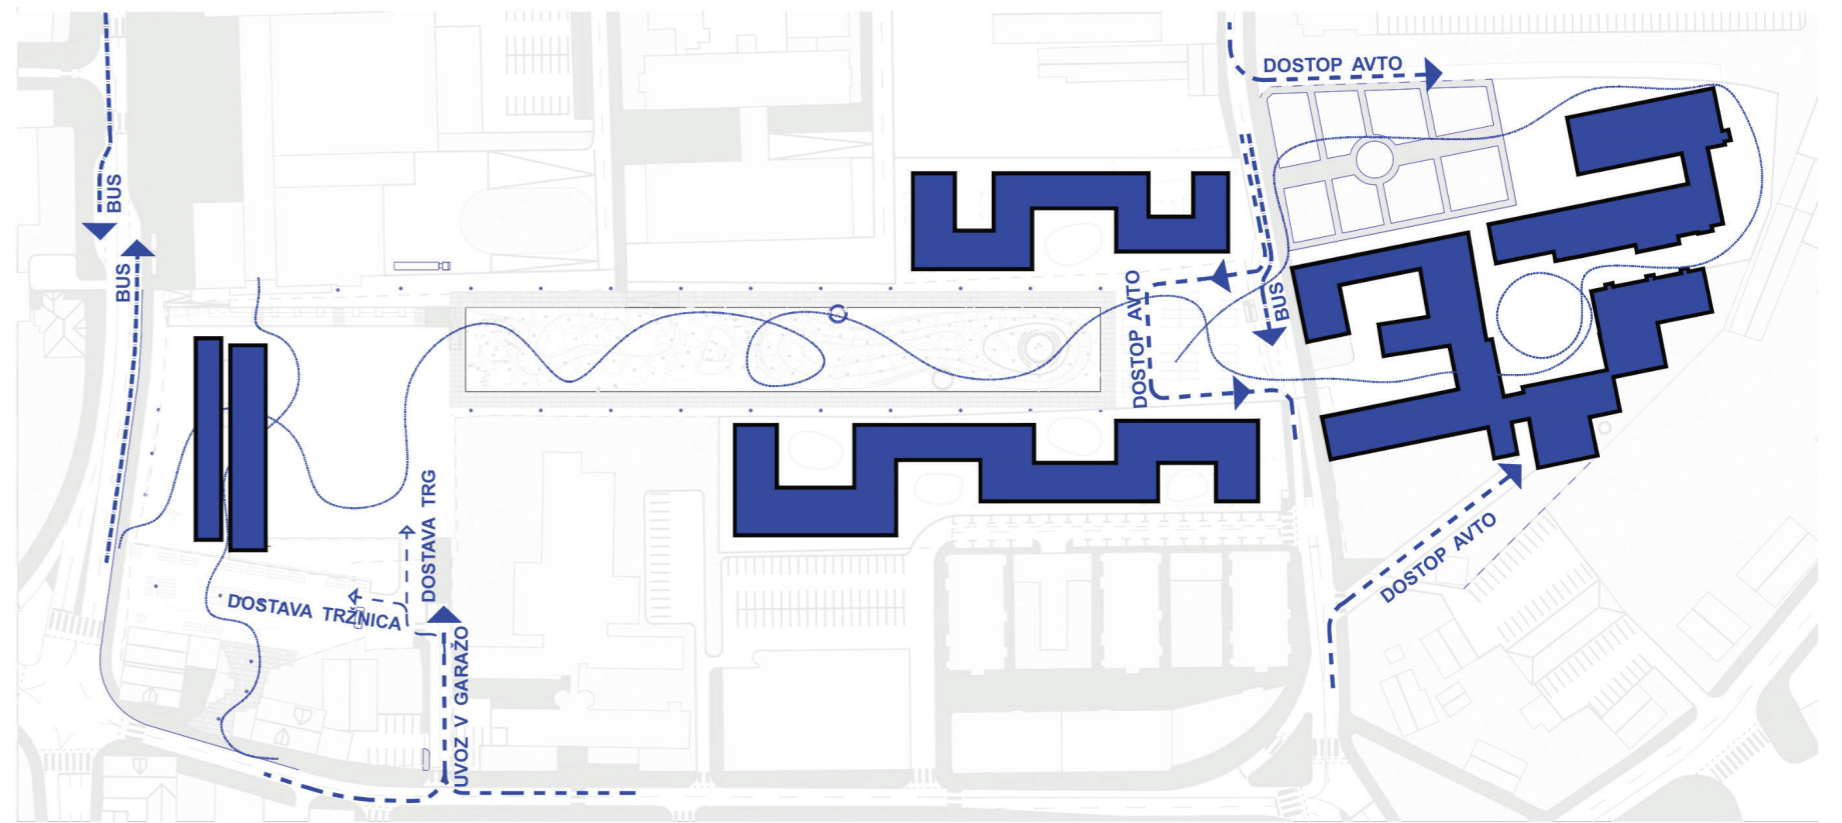 DOSTOP AVTO
BUS
BUS
BUS
DOSTOP AVTO
DOSTAVA TRG
DOSTOP AVTO
DOSTAVA TRŽNICA
UVOZ V GARAŽO